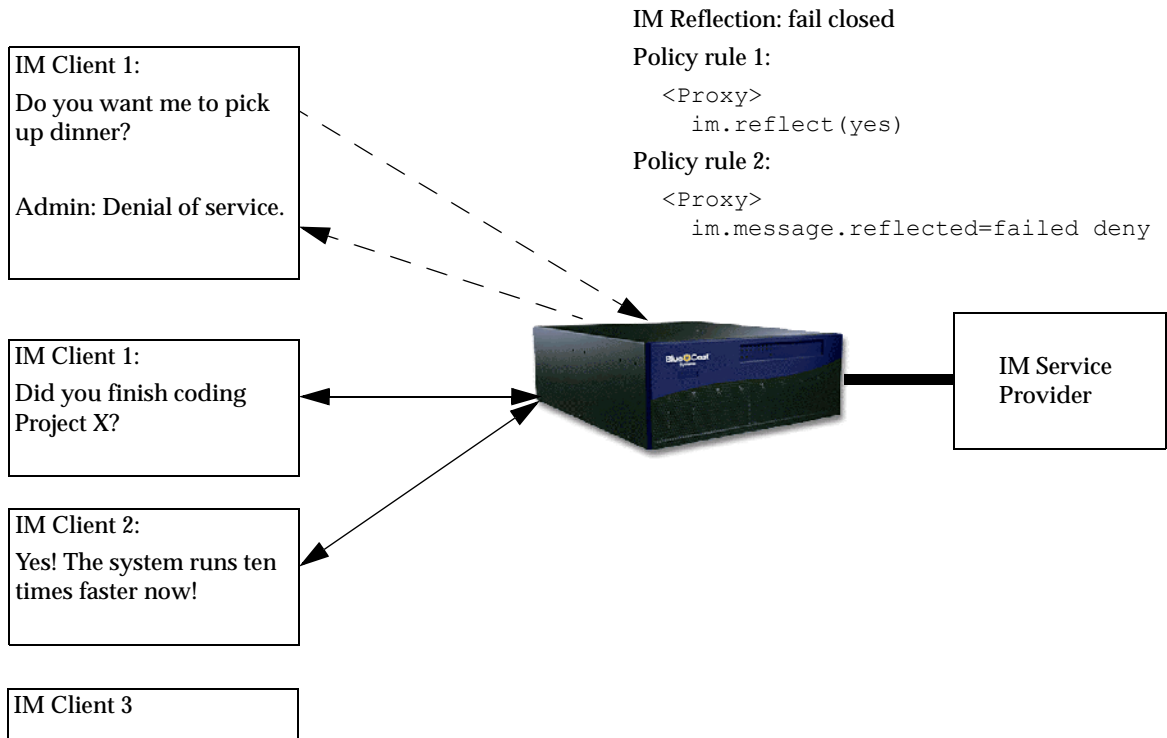 IM Reflection: fail closed
Policy rule 1:
<Proxy>
im.reflect(yes)
Policy rule 2:
<Proxy>
im.message.reflected=failed deny
IM Client 1:
Do you want me to pick
up dinner?
Admin: Denial of service.
IM Client 1:
Did you finish coding
Project X?
IM Client 2:
Yes! The system runs ten
times faster now!
IM Client 3
Blue Coat
Systems
IM Service
Provider